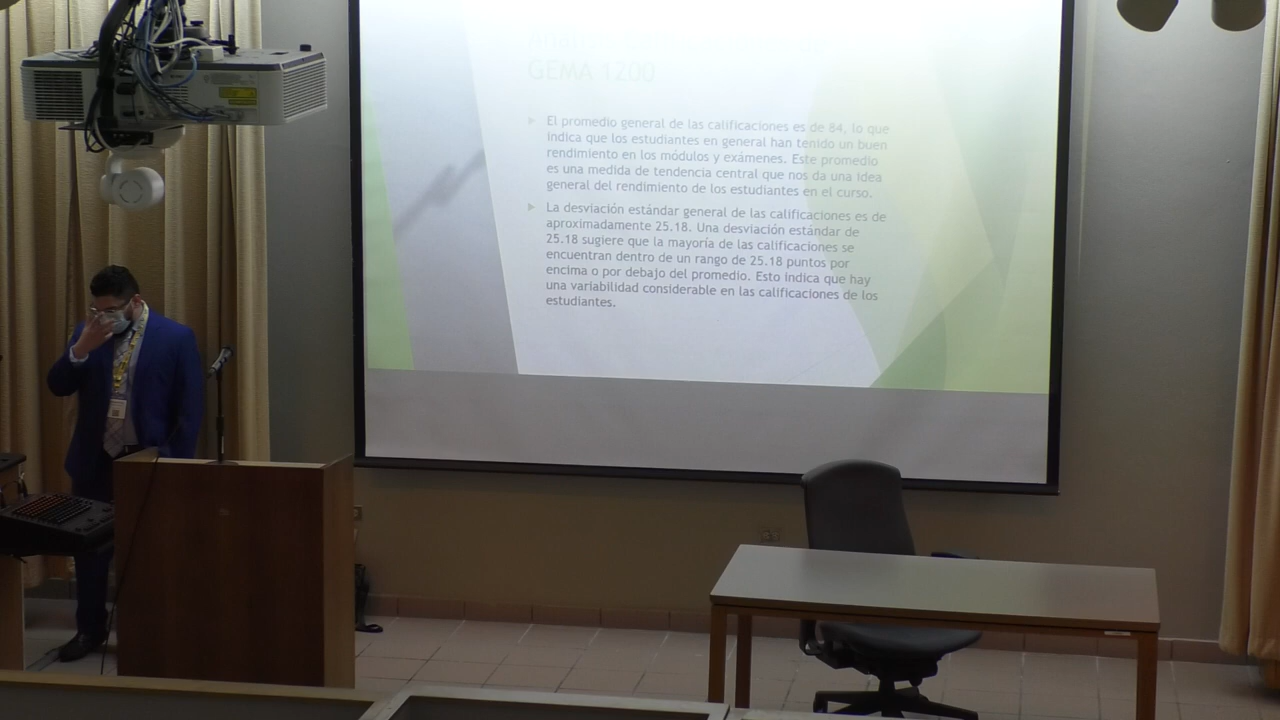 GEMA 1200
El promedio general de las calificaciones es de 84, lo que
indica que los estudiantes en general han tenido un buen
rendimiento en los módulos y exámenes. Este promedio
es una medida de tendencia central que nos da una idea
general del rendimiento de los estudiantes en el curso.
La desviación estándar general de las calificaciones es de
aproximadamente 25.18. Una desviación estándar de
25.18 sugiere que la mayoría de las calificaciones se
encuentran dentro de un rango de 25.18 puntos por
encima o por debajo del promedio. Esto indica que hay
una variabilidad considerable en las calificaciones de los
estudiantes.